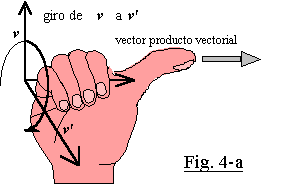 giro de v a v'
v
vector producto vectorial
v'
Fig. 4-a